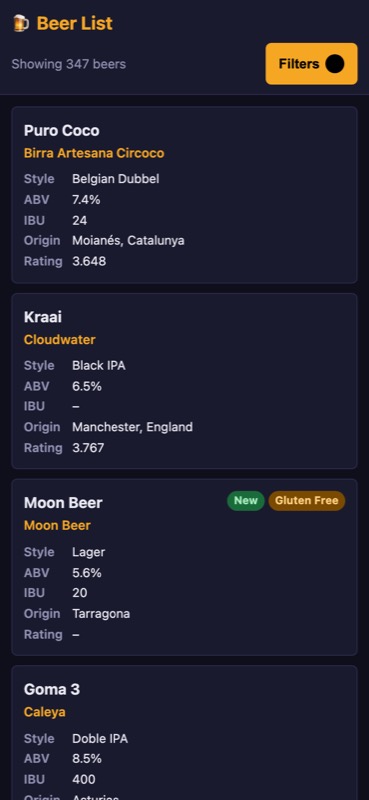 🍺 Beer List
Showing 347 beers
Filters
Puro Coco
Birra Artesana Circoco
Style Belgian Dubbel
ABV 7.4%
IBU 24
Origin Moianés, Catalunya
Rating 3.648
Kraai
Cloudwater
Style Black IPA
ABV 6.5%
IBU –
Origin Manchester, England
Rating 3.767
Moon Beer New Gluten Free
Moon Beer
Style Lager
ABV 5.6%
IBU 20
Origin Tarragona
Rating –
Goma 3
Caleya
Style Doble IPA
ABV 8.5%
IBU 400
Origin Asturias